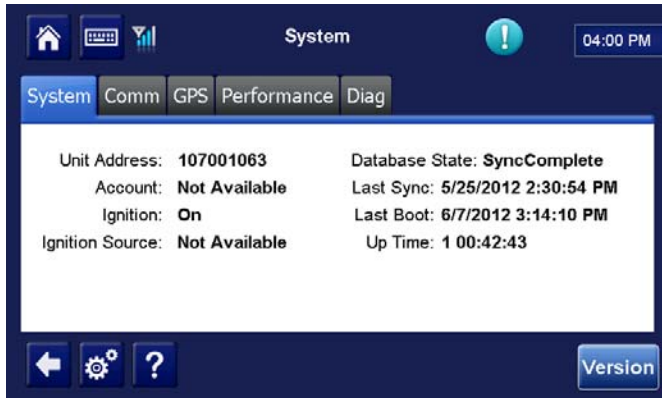 System
04:00 PM
System Comm GPS Performance Diag
Unit Address: 107001063 Database State: SyncComplete
Account: Not Available Last Sync: 5/25/2012 2:30:54 PM
Ignition: On Last Boot: 6/7/2012 3:14:10 PM
Ignition Source: Not Available Up Time: 1 00:42:43
?
Version